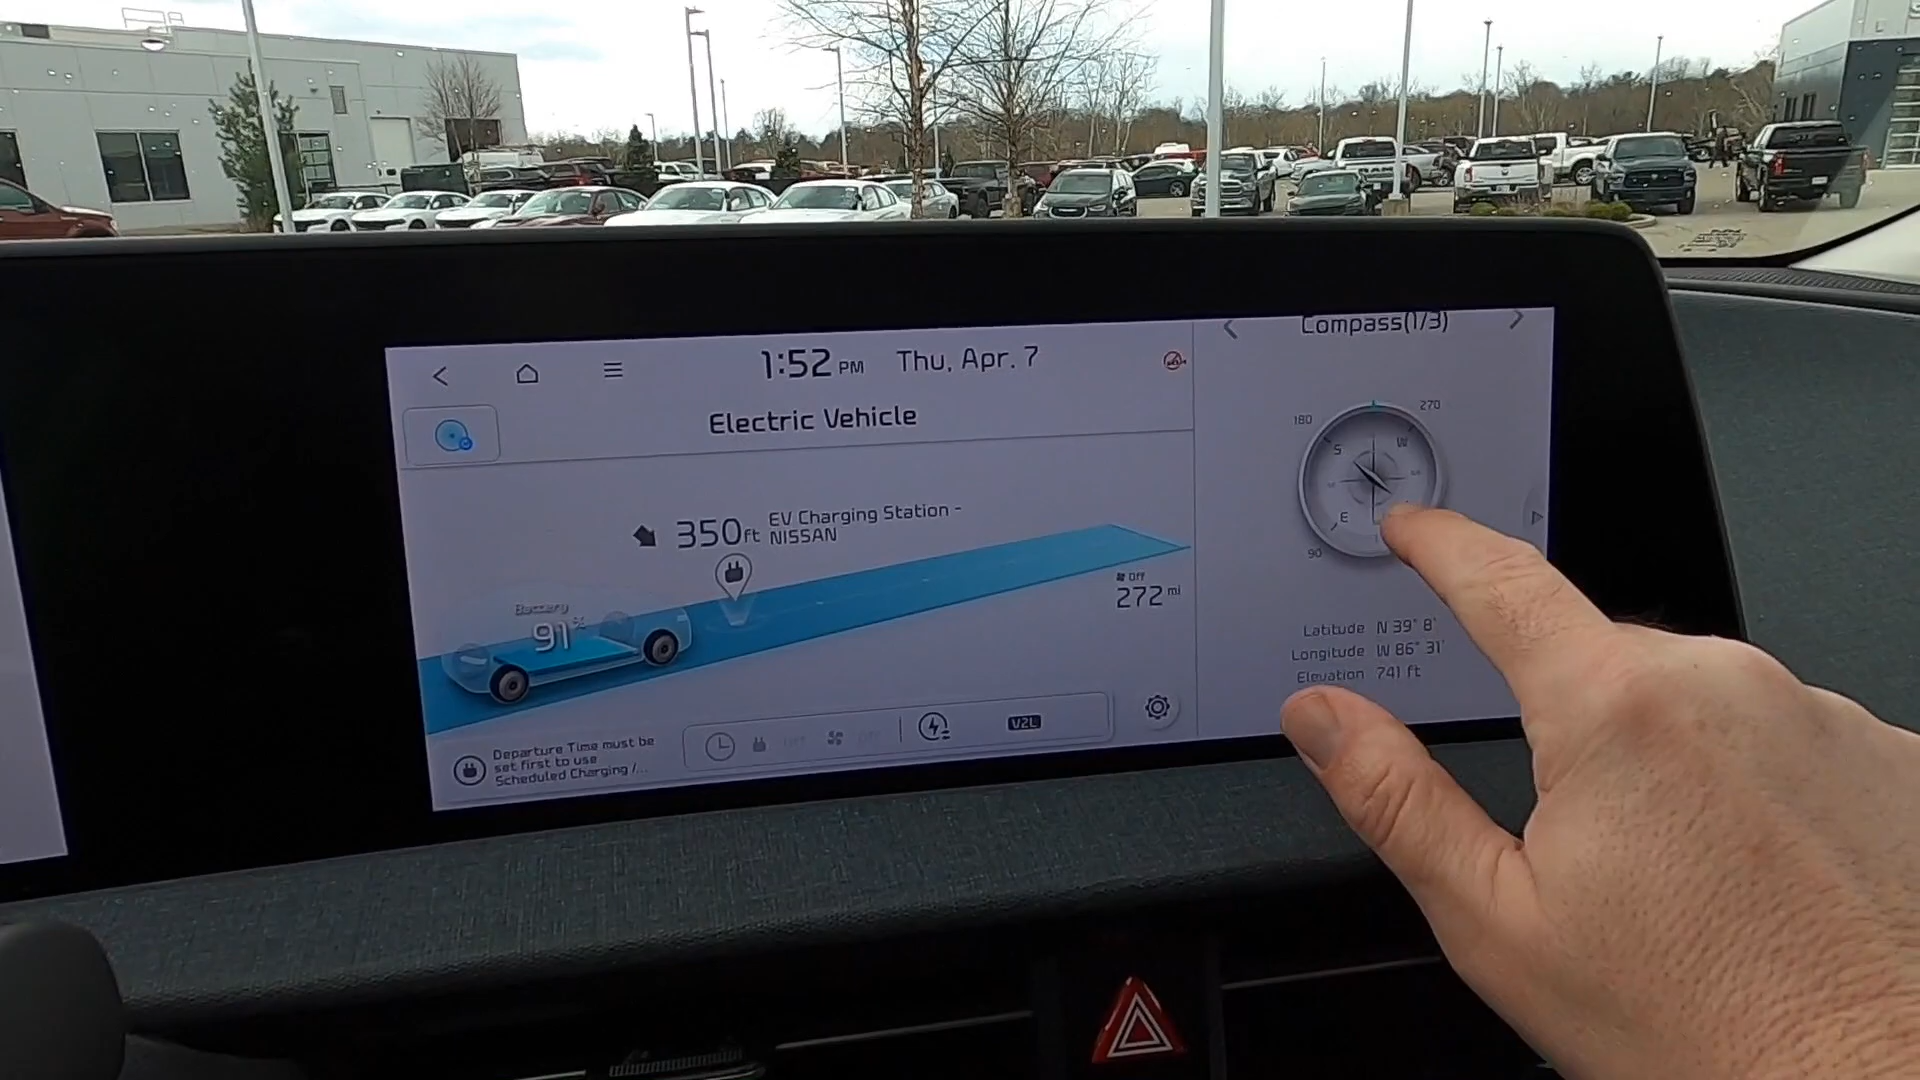 1:52 PM Thu, Apr. 7
Compass(1/3)
Electric Vehicle
180
270
S
W
E
90
350ft
EV Charging Station -
NISSAN
Battery
91%
Off
272 mi
Latitude N 39° 8'
Longitude W 86° 31'
Elevation 741 ft
Departure Time must be
set first to use
Scheduled Charging /...
Off
Off
V2L